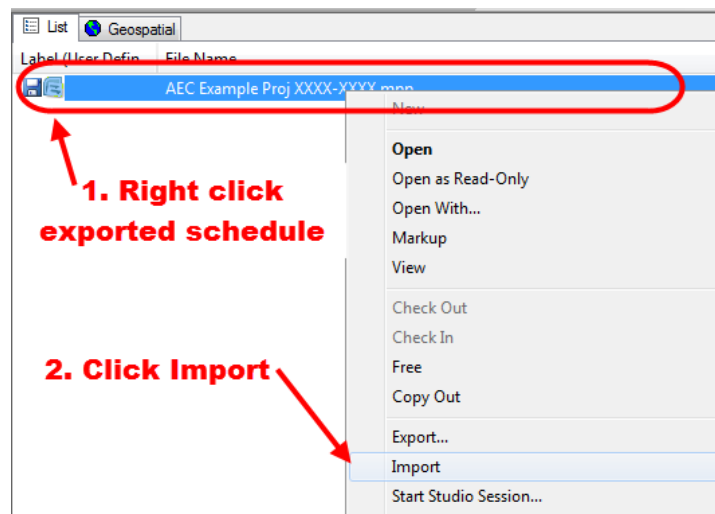 List Geospatial
Label (User Defin... File Name
AEC Example Proj XXXX-XXXX.mpp
New
Open
1. Right click
exported schedule
Open as Read-Only
Open With...
Markup
View
Check Out
Check In
2. Click Import
Free
Copy Out
Export...
Import
Start Studio Session...